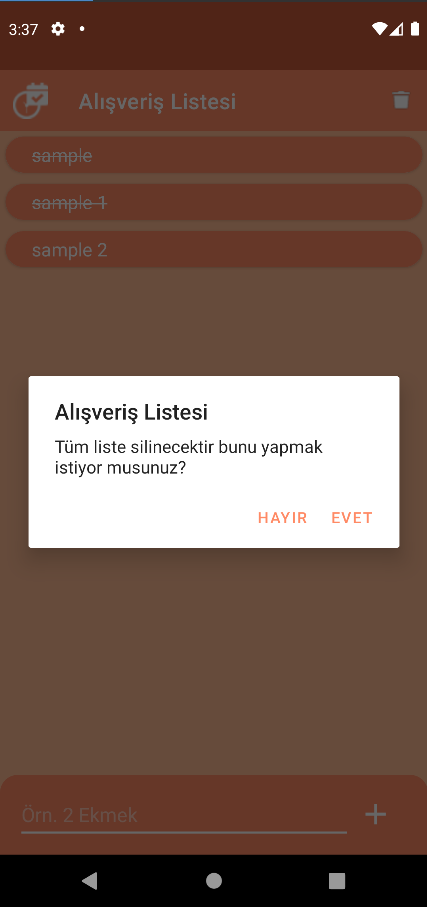 3:37
Alışveriş Listesi
sample
sample 1
sample 2
Alışveriş Listesi
Tüm liste silinecektir bunu yapmak
istiyor musunuz?
HAYIR EVET
Örn. 2 Ekmek